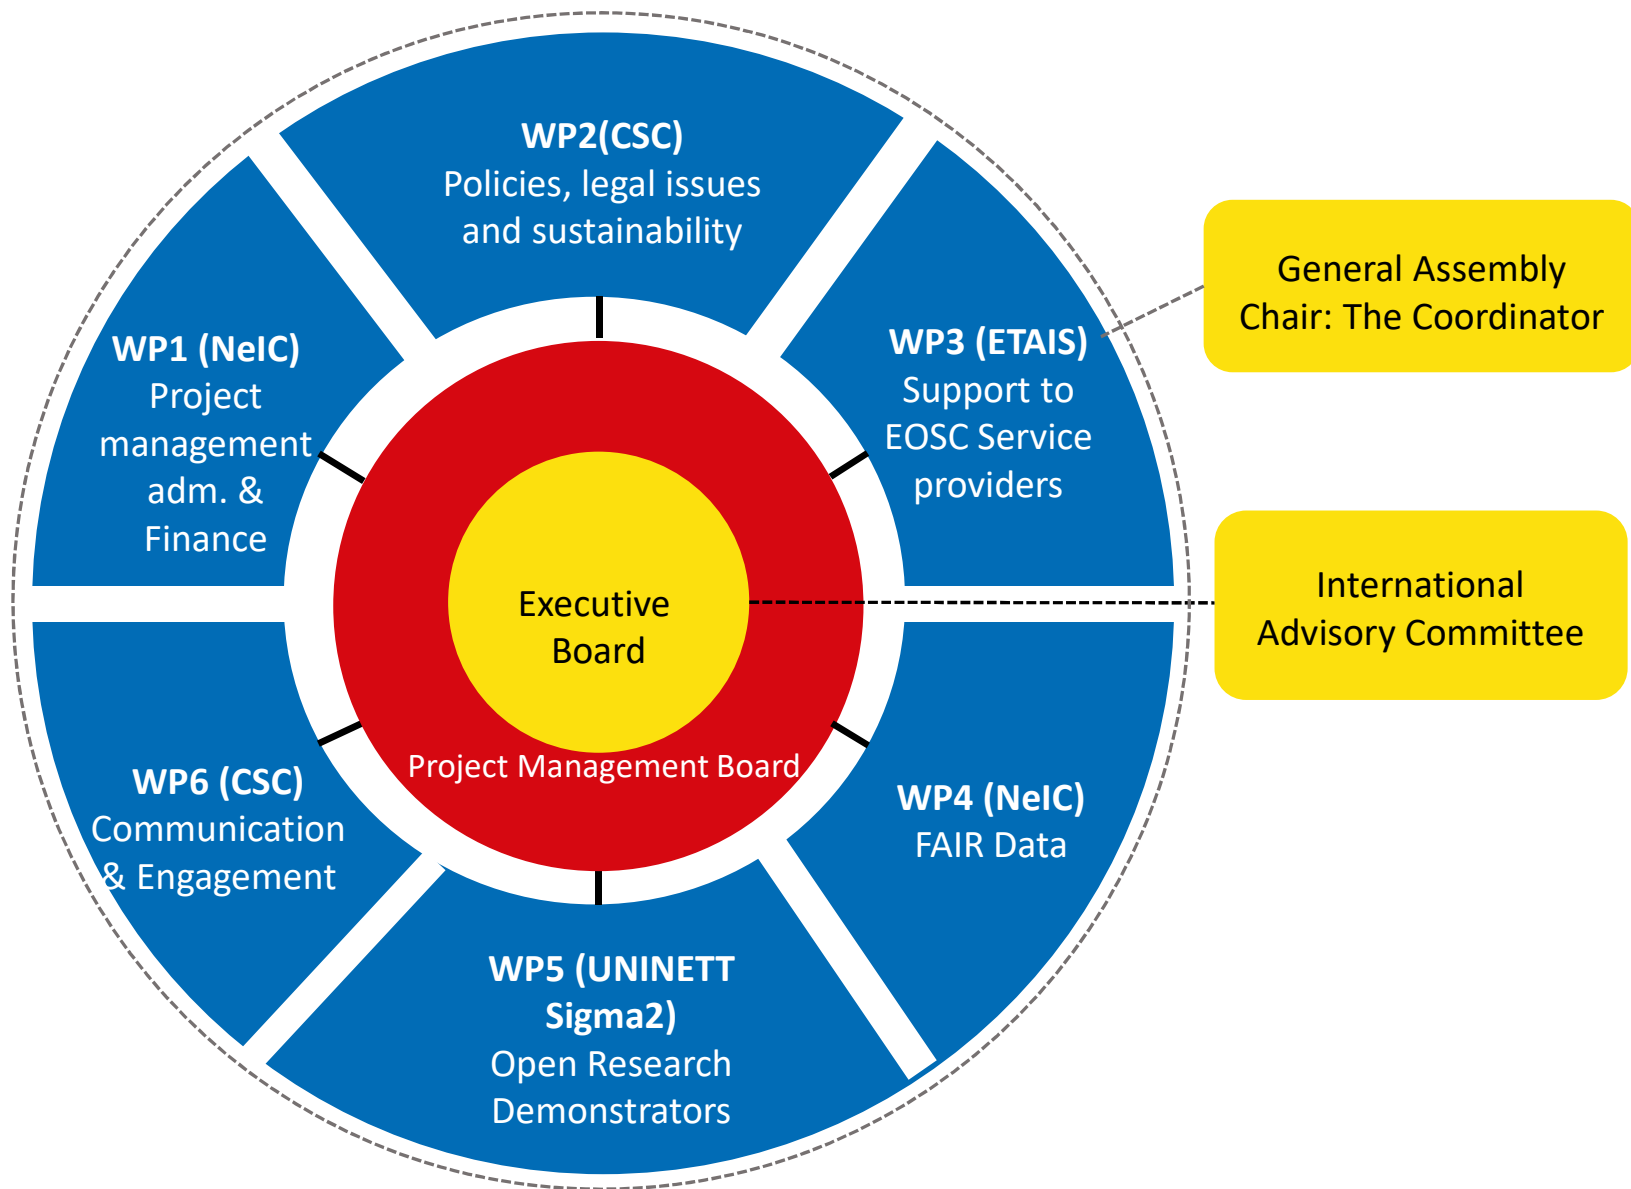 WP2(CSC)
Policies, legal issues
and sustainability
WP1 (NeIC)
Project
management
adm. &
Finance
WP3 (ETAIS)
Support to
EOSC Service
providers
General Assembly
Chair: The Coordinator
Executive
Board
International
Advisory Committee
Project Management Board
WP6 (CSC)
Communication
& Engagement
WP4 (NeIC)
FAIR Data
WP5 (UNINETT
Sigma2)
Open Research
Demonstrators